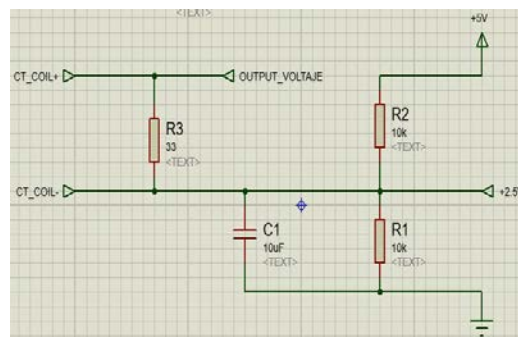 <TEXT>
+5V
CT_COIL+
OUTPUT_VOLTAJE
R2
10k
<TEXT>
R3
33
<TEXT>
CT_COIL-
+2.5
C1
10uF
<TEXT>
R1
10k
<TEXT>